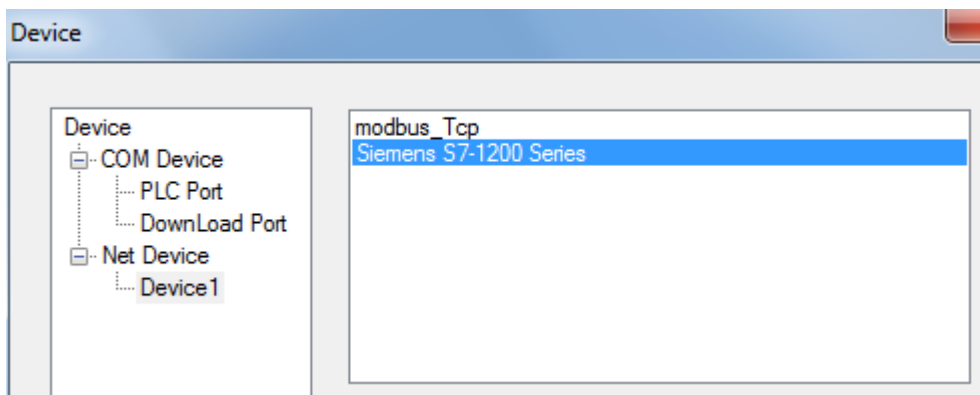 Device
Device
COM Device
PLC Port
DownLoad Port
Net Device
Device1
modbus_Tcp
Siemens S7-1200 Series